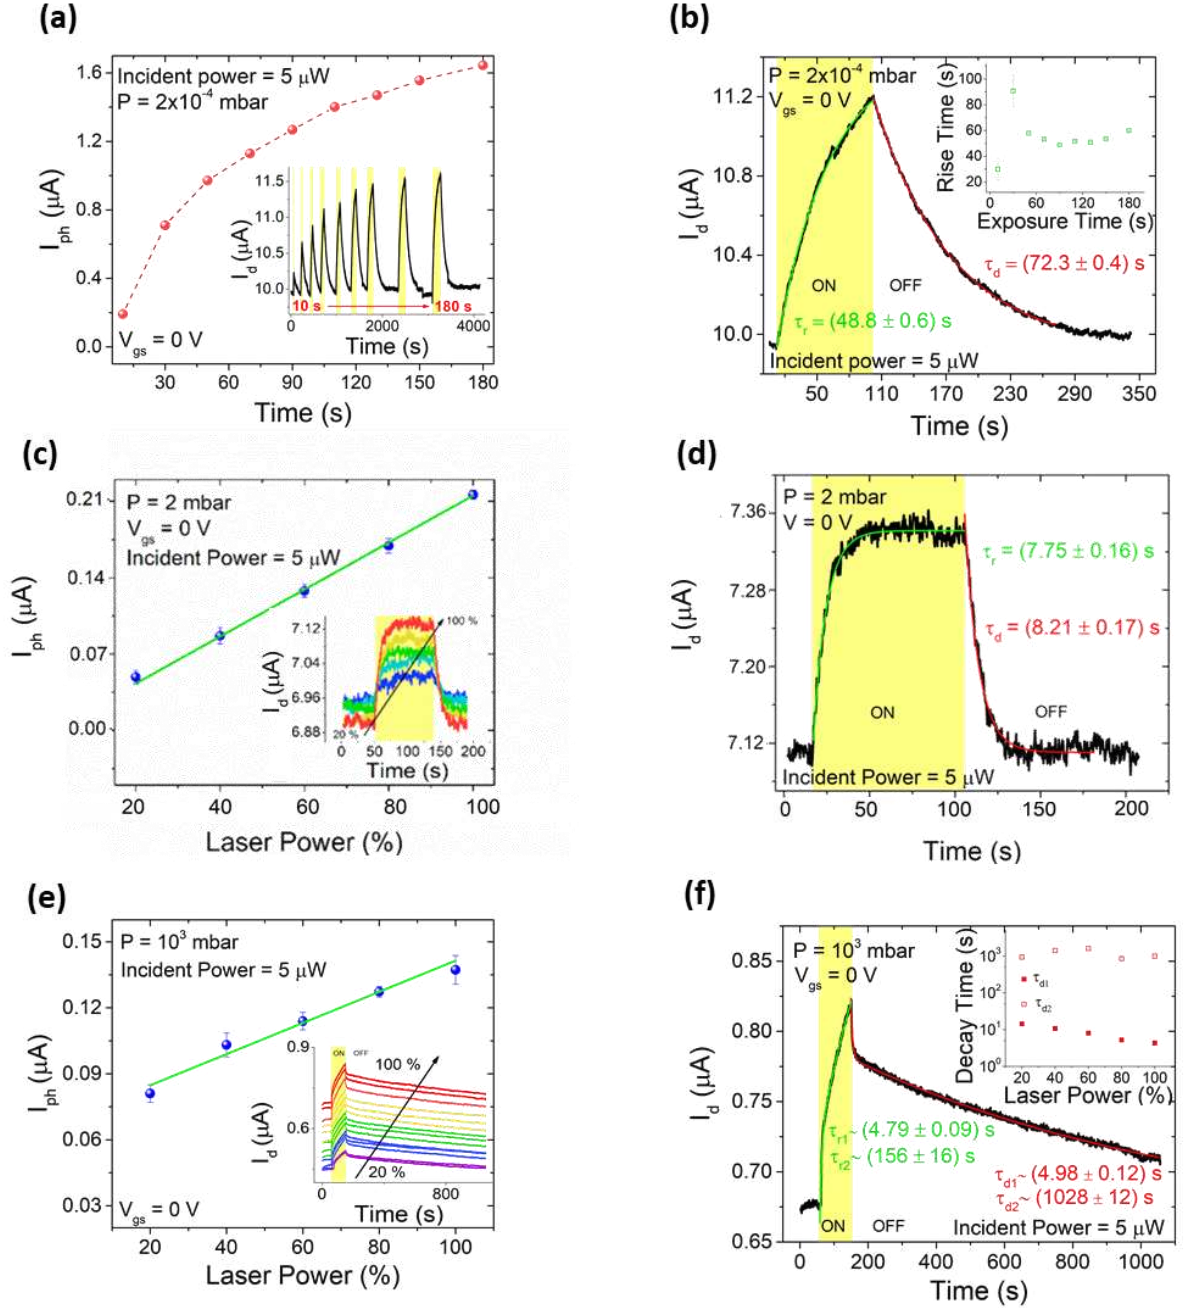 (a)
Incident power = 5 μW
P = 2x10⁻⁴ mbar
Vgs = 0 V
Iph (μA)
1.6
1.2
0.8
0.4
0.0
30 60 90 120 150 180
Time (s)
Id (μA)
11.5
11.0
10.5
10.0
10 s 180 s
0 2000 4000
Time (s)
(b)
P = 2x10⁻⁴ mbar
Vgs = 0 V
Id (μA)
11.2
10.8
10.4
10.0
ON OFF
τr = (48.8 ± 0.6) s
τd = (72.3 ± 0.4) s
Incident power = 5 μW
50 110 170 230 290 350
Time (s)
Rise Time (s)
100
80
60
40
20
0 60 120 180
Exposure Time (s)
(c)
P = 2 mbar
Vgs = 0 V
Incident Power = 5 μW
Iph (μA)
0.21
0.14
0.07
0.00
20 40 60 80 100
Laser Power (%)
Id (μA)
7.12
7.04
6.96
6.88
100 %
20 %
0 50 100 150 200
Time (s)
(d)
P = 2 mbar
V = 0 V
Id (μA)
7.36
7.28
7.20
7.12
τr = (7.75 ± 0.16) s
τd = (8.21 ± 0.17) s
ON OFF
Incident Power = 5 μW
0 50 100 150 200
Time (s)
(e)
P = 10³ mbar
Incident Power = 5 μW
Vgs = 0 V
Iph (μA)
0.15
0.12
0.09
0.06
0.03
20 40 60 80 100
Laser Power (%)
Id (μA)
0.9
0.6
ON OFF
100 %
20 %
0 800
Time (s)
(f)
P = 10³ mbar
Vgs = 0 V
Id (μA)
0.85
0.80
0.75
0.70
0.65
τr1~ (4.79 ± 0.09) s
τr2~ (156 ± 16) s
τd1~ (4.98 ± 0.12) s
τd2~ (1028 ± 12) s
ON OFF
Incident Power = 5 μW
0 200 400 600 800 1000
Time (s)
Decay Time (s)
10³
10²
10¹
10⁰
τd1
τd2
20 40 60 80 100
Laser Power (%)